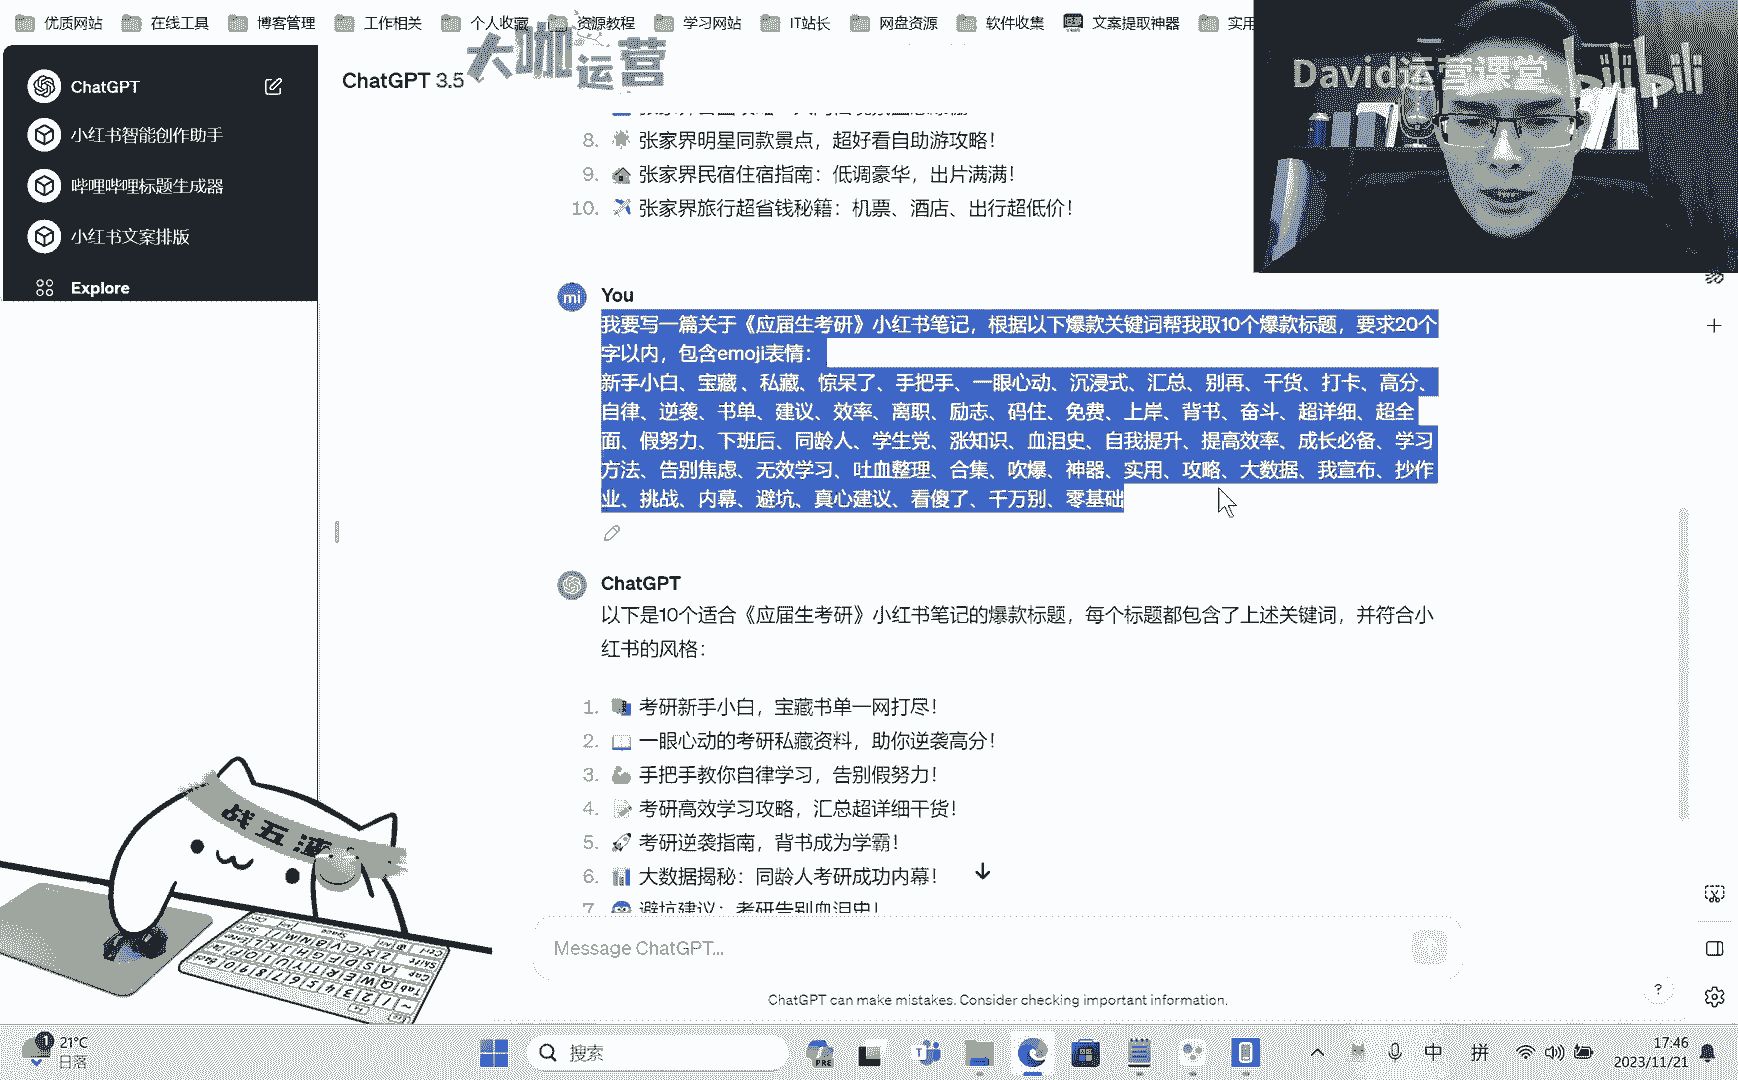 优质网站 在线工具 博客管理 工作相关 个人收藏 资源教程 学习网站 IT站长 网盘资源 软件收集 文案提取神器 实用
大咖运营
David运营课堂 bilibili
ChatGPT
小红书智能创作助手
哔哩哔哩标题生成器
小红书文案排版
Explore
ChatGPT 3.5
8. 张家界明星同款景点，超好看自助游攻略！
9. 张家界民宿住宿指南：低调豪华，出片满满！
10. 张家界旅行超省钱秘籍：机票、酒店、出行超低价！
mi
You
我要写一篇关于《应届生考研》小红书笔记，根据以下爆款关键词帮我取10个爆款标题，要求20个
字以内，包含emoji表情：
新手小白、宝藏 、私藏、惊呆了、手把手、一眼心动、沉浸式、汇总、别再、干货、打卡、高分、
自律、逆袭、书单、建议、效率、离职、励志、码住、免费、上岸、背书、奋斗、超详细、超全
面、假努力、下班后、同龄人、学生党、涨知识、血泪史、自我提升、提高效率、成长必备、学习
方法、告别焦虑、无效学习、吐血整理、合集、吹爆、神器、实用、攻略、大数据、我宣布、抄作
业、挑战、内幕、避坑、真心建议、看傻了、千万别、零基础
ChatGPT
以下是10个适合《应届生考研》小红书笔记的爆款标题，每个标题都包含了上述关键词，并符合小
红书的风格：
1. 考研新手小白，宝藏书单一网打尽！
2. 一眼心动的考研私藏资料，助你逆袭高分！
3. 手把手教你自律学习，告别假努力！
4. 考研高效学习攻略，汇总超详细干货！
5. 考研逆袭指南，背书成为学霸！
6. 大数据揭秘：同龄人考研成功内幕！
7. 避坑建议：考研告别血泪史！
战五渣
Message ChatGPT...
ChatGPT can make mistakes. Consider checking important information.
?
1
21°C
日落
搜索
PRE
中
拼
17:46
2023/11/21